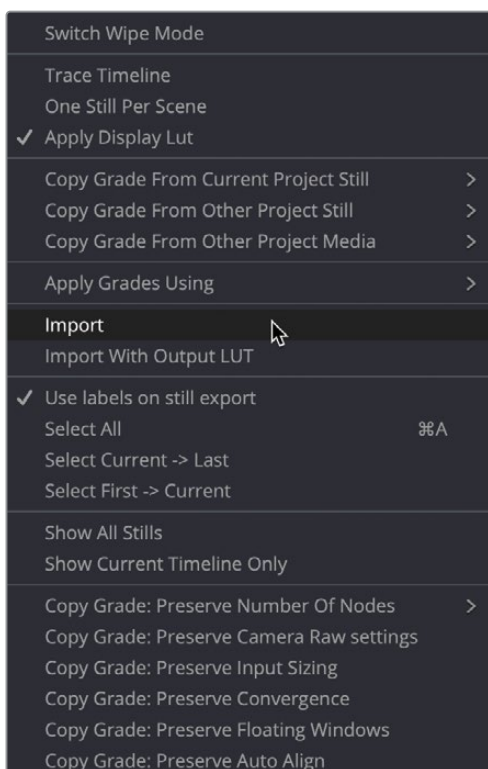 Switch Wipe Mode
Trace Timeline
One Still Per Scene
✓ Apply Display Lut
Copy Grade From Current Project Still >
Copy Grade From Other Project Still >
Copy Grade From Other Project Media >
Apply Grades Using >
Import
Import With Output LUT
✓ Use labels on still export
Select All ⌘A
Select Current -> Last
Select First -> Current
Show All Stills
Show Current Timeline Only
Copy Grade: Preserve Number Of Nodes >
Copy Grade: Preserve Camera Raw settings
Copy Grade: Preserve Input Sizing
Copy Grade: Preserve Convergence
Copy Grade: Preserve Floating Windows
Copy Grade: Preserve Auto Align